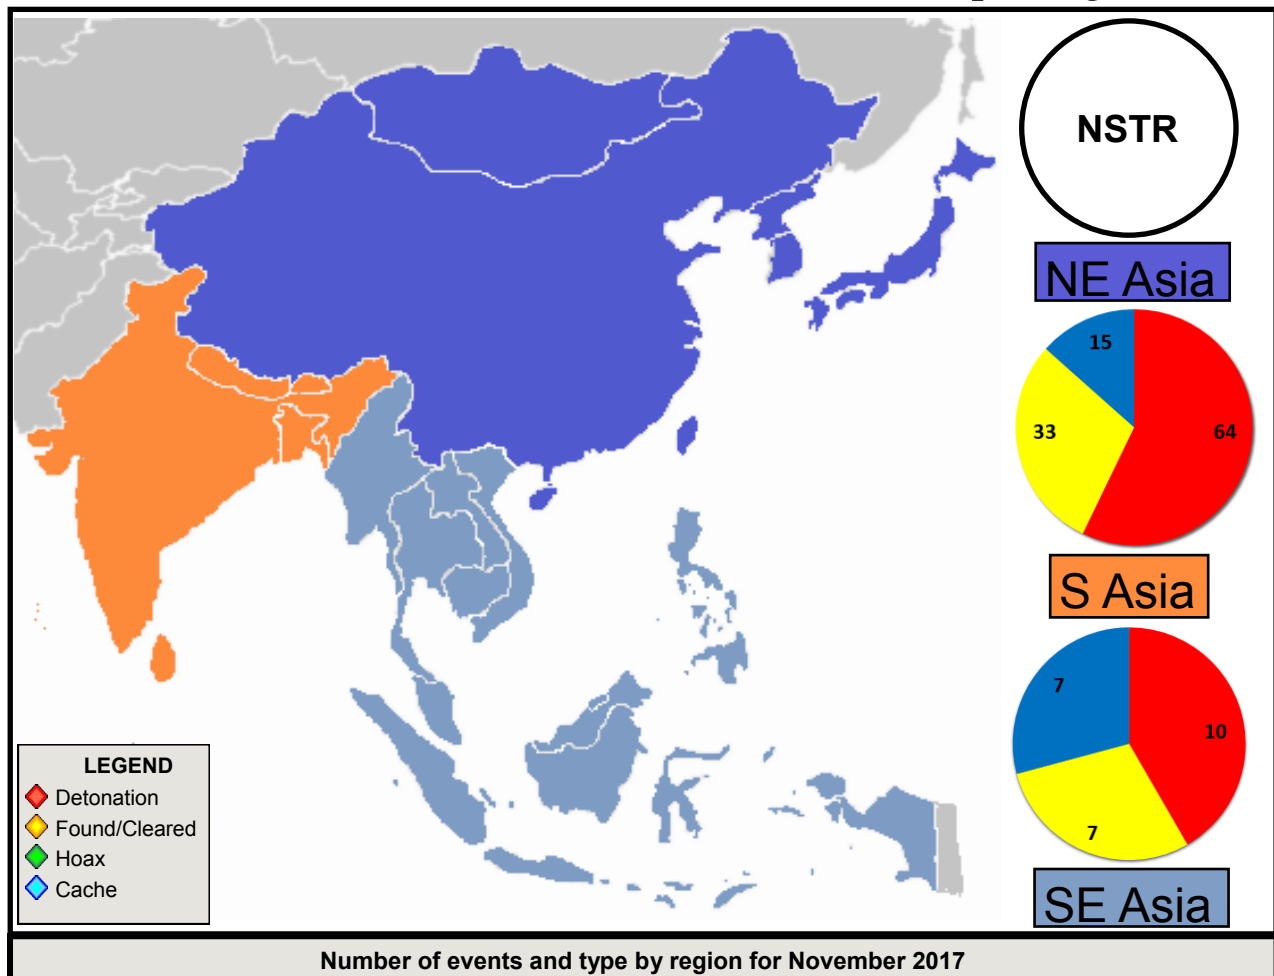 NSTR
NE Asia
15
33
64
S Asia
7
10
7
SE Asia
LEGEND
Detonation
Found/Cleared
Hoax
Cache
Number of events and type by region for November 2017